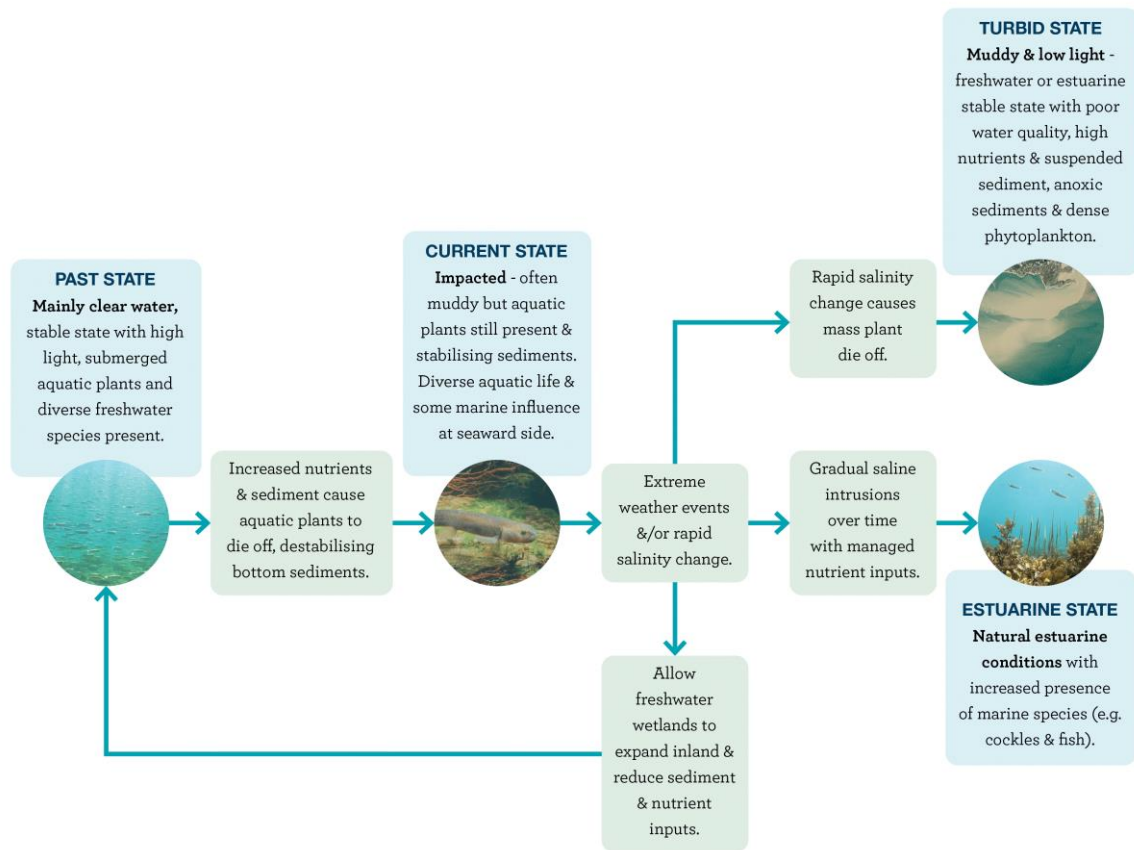 PAST STATE
Mainly clear water,
stable state with high
light, submerged
aquatic plants and
diverse freshwater
species present.
Increased nutrients
& sediment cause
aquatic plants to
die off, destabilising
bottom sediments.
CURRENT STATE
Impacted - often
muddy but aquatic
plants still present &
stabilising sediments.
Diverse aquatic life &
some marine influence
at seaward side.
Extreme
weather events
&/or rapid
salinity change.
Rapid salinity
change causes
mass plant
die off.
TURBID STATE
Muddy & low light -
freshwater or estuarine
stable state with poor
water quality, high
nutrients & suspended
sediment, anoxic
sediments & dense
phytoplankton.
Gradual saline
intrusions
over time
with managed
nutrient inputs.
ESTUARINE STATE
Natural estuarine
conditions with
increased presence
of marine species (e.g.
cockles & fish).
Allow
freshwater
wetlands to
expand inland &
reduce sediment
& nutrient
inputs.